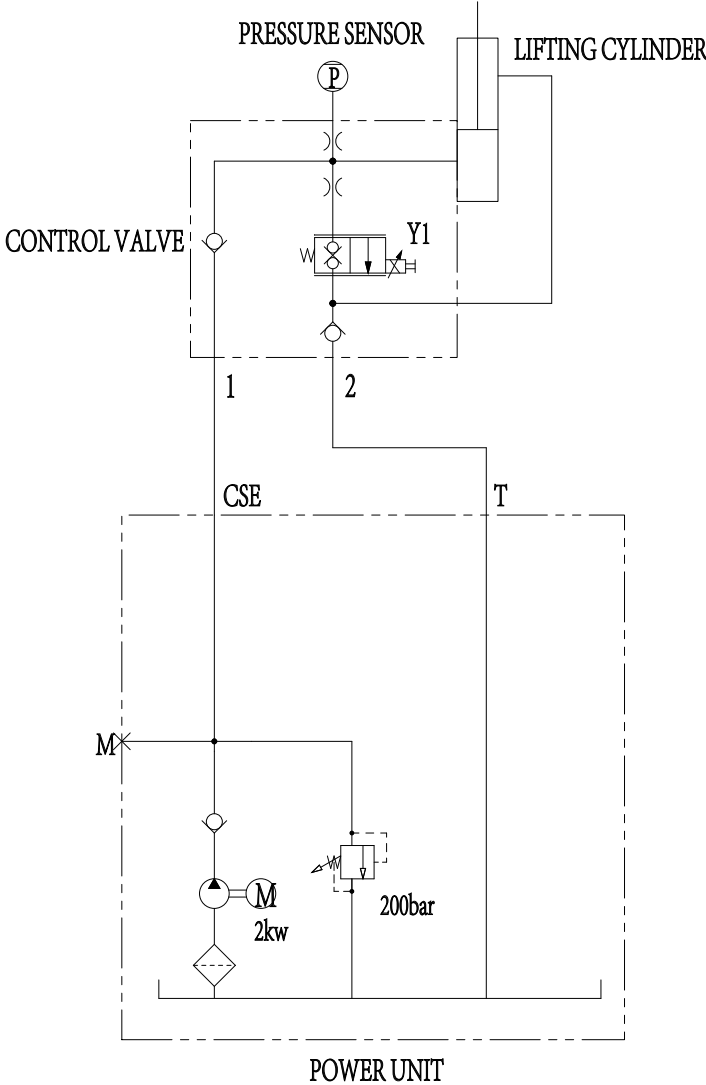 PRESSURE SENSOR
LIFTING CYLINDER
P
Y1
CONTROL VALVE
1
2
CSE
T
M
M
200bar
2kw
POWER UNIT